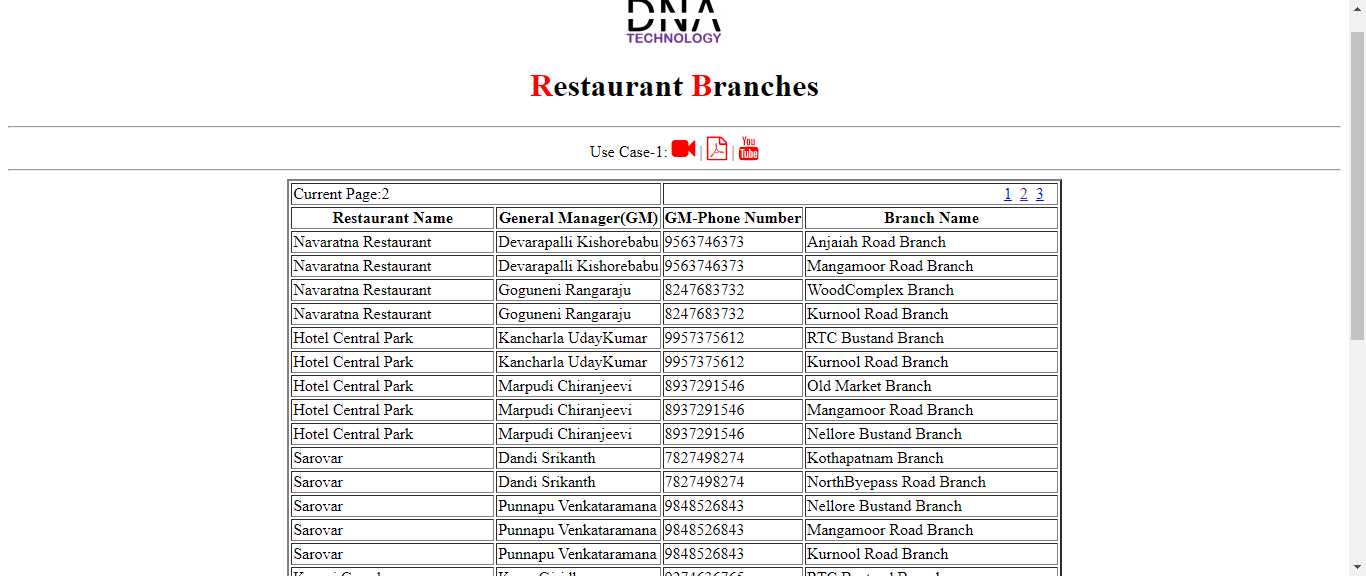 DNA
TECHNOLOGY
Restaurant Branches
Use Case-1: | | You Tube
Current Page:2 1 2 3
Restaurant Name General Manager(GM) GM-Phone Number Branch Name
Navaratna Restaurant Devarapalli Kishorebabu 9563746373 Anjaiah Road Branch
Navaratna Restaurant Devarapalli Kishorebabu 9563746373 Mangamoor Road Branch
Navaratna Restaurant Goguneni Rangaraju 8247683732 WoodComplex Branch
Navaratna Restaurant Goguneni Rangaraju 8247683732 Kurnool Road Branch
Hotel Central Park Kancharla UdayKumar 9957375612 RTC Bustand Branch
Hotel Central Park Kancharla UdayKumar 9957375612 Kurnool Road Branch
Hotel Central Park Marpudi Chiranjeevi 8937291546 Old Market Branch
Hotel Central Park Marpudi Chiranjeevi 8937291546 Mangamoor Road Branch
Hotel Central Park Marpudi Chiranjeevi 8937291546 Nellore Bustand Branch
Sarovar Dandi Srikanth 7827498274 Kothapatnam Branch
Sarovar Dandi Srikanth 7827498274 NorthByepass Road Branch
Sarovar Punnapu Venkataramana 9848526843 Nellore Bustand Branch
Sarovar Punnapu Venkataramana 9848526843 Mangamoor Road Branch
Sarovar Punnapu Venkataramana 9848526843 Kurnool Road Branch